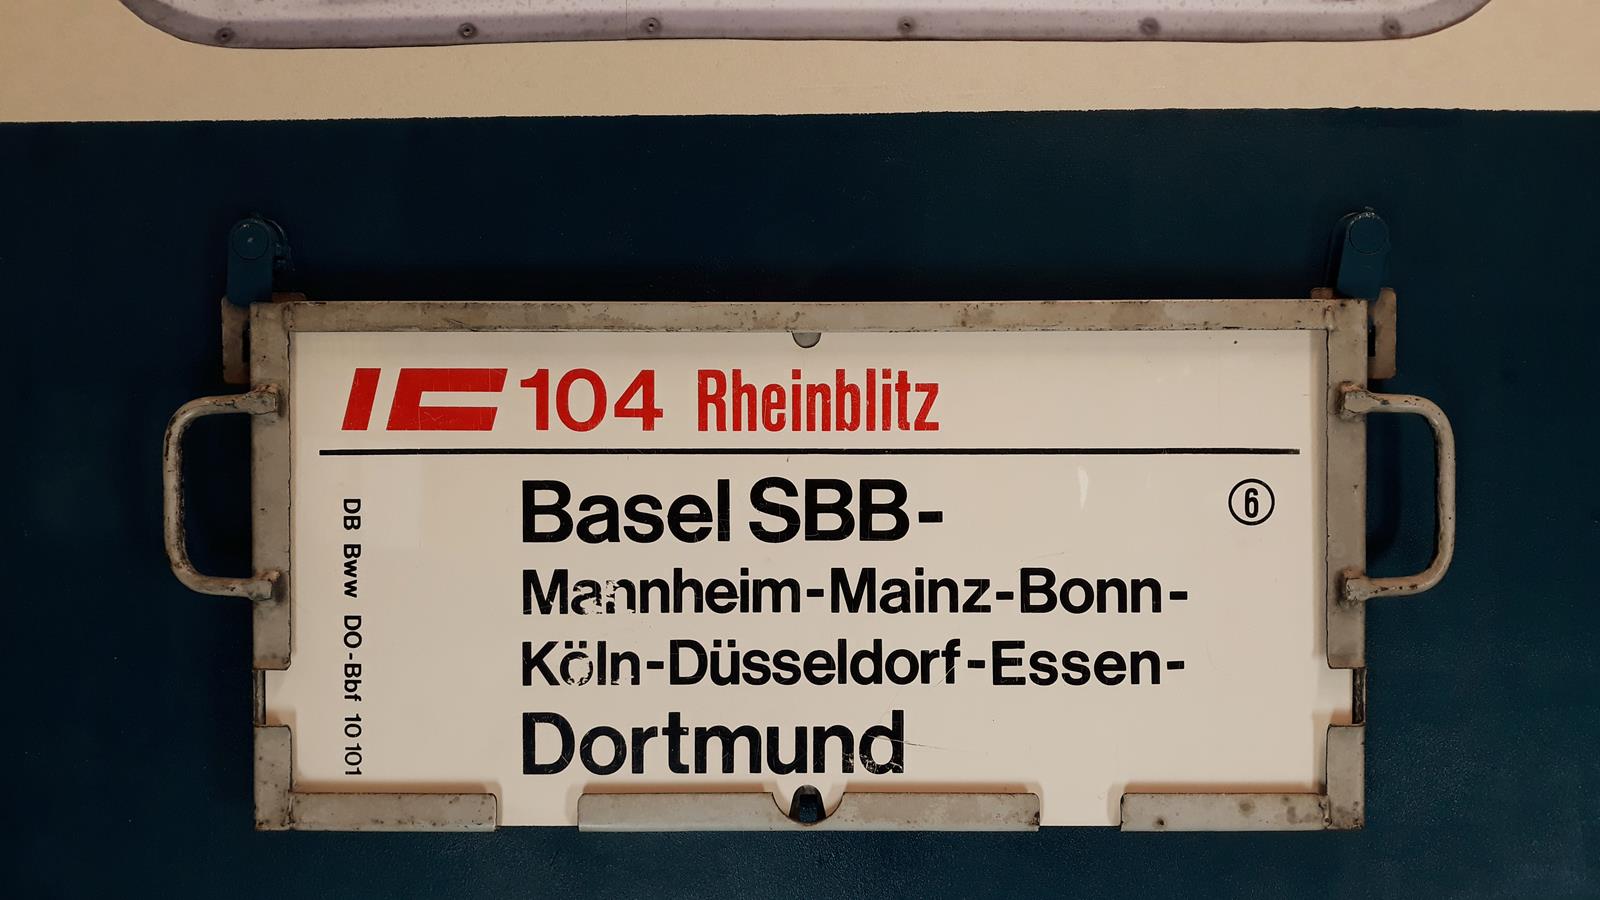 IC 104 Rheinblitz
Basel SBB-
⑥
Mannheim-Mainz-Bonn-
Köln-Düsseldorf-Essen-
Dortmund
DB Bww DO-Bbf 10 101